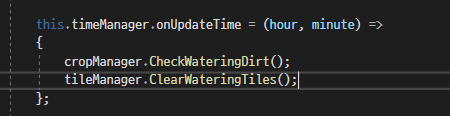 this.timeManager.onUpdateTime = (hour, minute) =>
{
    cropManager.CheckWateringDirt();
    tileManager.ClearWateringTiles();
};